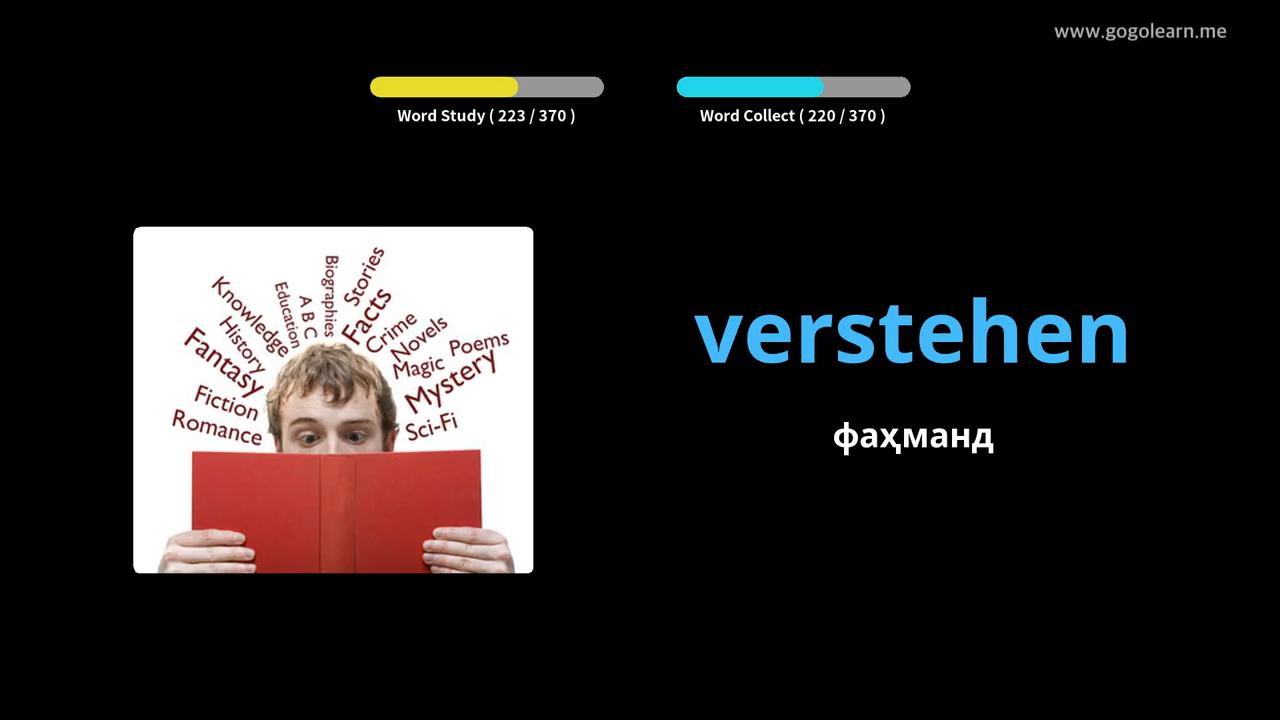 www.gogolearn.me
Word Study ( 223 / 370 )
Word Collect ( 220 / 370 )
Knowledge
Education
A B C
Biographies
Stories
History
Facts
Crime
Novels
Fantasy
Magic
Poems
Fiction
Mystery
Romance
Sci-Fi
verstehen
фаҳманд